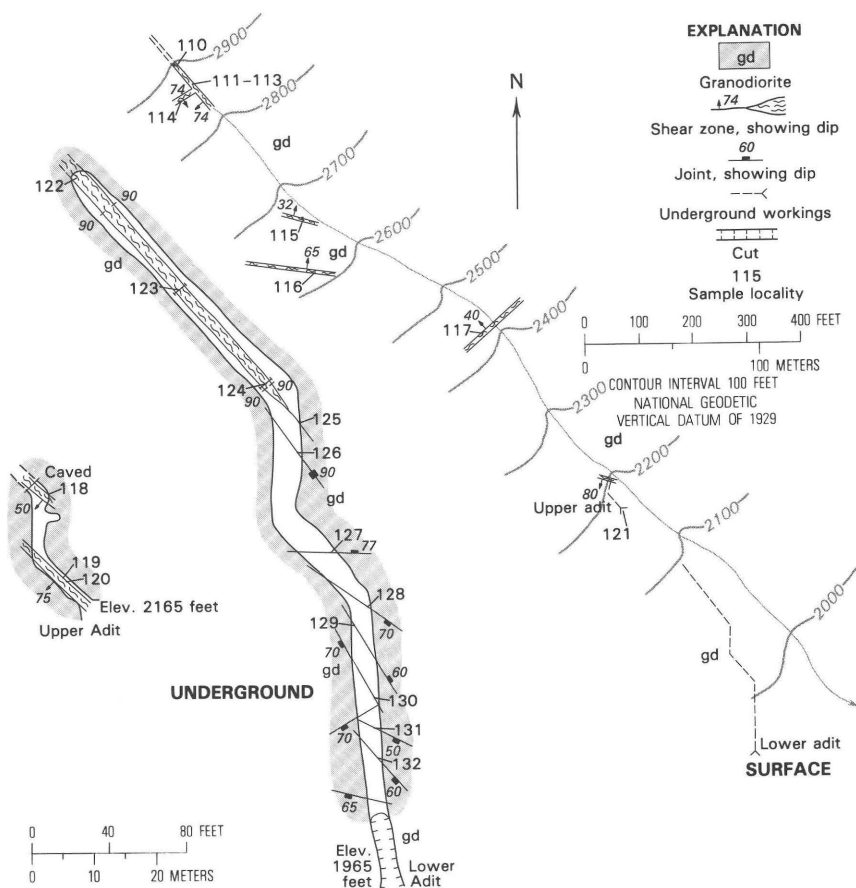 EXPLANATION
gd
Granodiorite
74
Shear zone, showing dip
60
Joint, showing dip
Underground workings
Cut
115
Sample locality
0 100 200 300 400 FEET
0 100 METERS
CONTOUR INTERVAL 100 FEET
NATIONAL GEODETIC
VERTICAL DATUM OF 1929
N
110
2900
111–113
74
114
74
2800
gd
2700
32
115
2600
65
gd
116
2500
40
117
2400
2300
gd
2200
80
Upper adit
121
2100
2000
gd
Lower adit
SURFACE
122
90
90
gd
123
124
90
90
125
126
90
gd
127
77
128
129
70
70
gd
60
130
131
70
50
132
60
65
gd
Elev.
1965
feet
Lower
Adit
UNDERGROUND
Caved
118
50
119
120
75
Elev. 2165 feet
Upper Adit
0 40 80 FEET
0 10 20 METERS